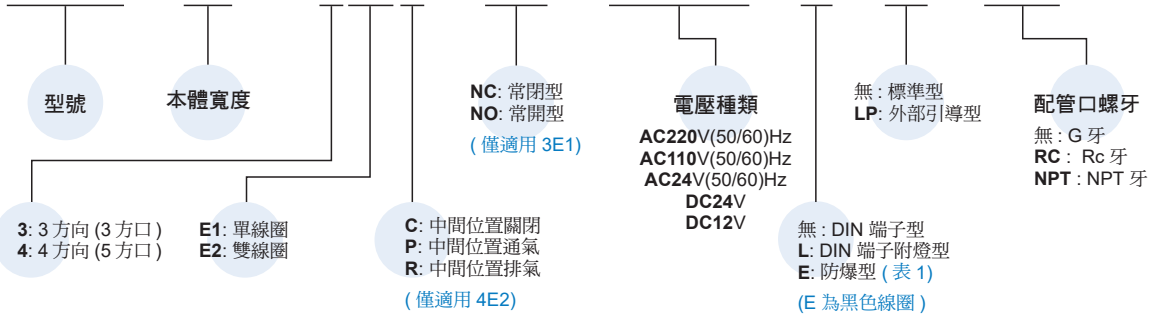 型號
本體寬度
NC: 常閉型
NO: 常開型
( 僅適用 3E1)
電壓種類
AC220V(50/60)Hz
AC110V(50/60)Hz
AC24V(50/60)Hz
DC24V
DC12V
無 : 標準型
LP: 外部引導型
配管口螺牙
無 : G 牙
RC :  Rc 牙
NPT : NPT 牙
3: 3 方向 (3 方口 )
4: 4 方向 (5 方口 )
E1: 單線圈
E2: 雙線圈
C: 中間位置關閉
P: 中間位置通氣
R: 中間位置排氣
( 僅適用 4E2)
無 : DIN 端子型
L: DIN 端子附燈型
E: 防爆型 ( 表 1)
(E 為黑色線圈 )